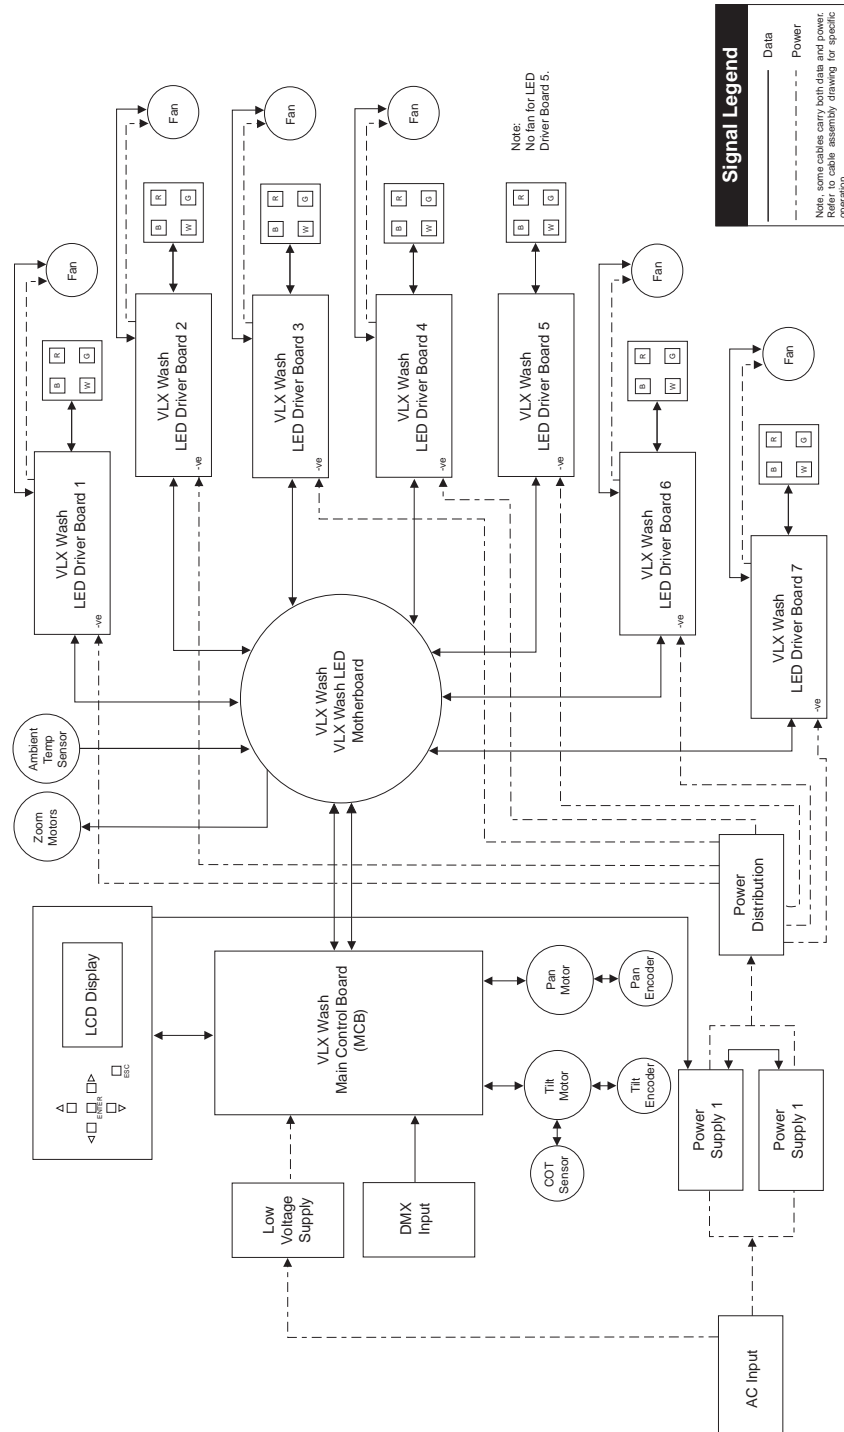 LCD Display
ENTER
ESC
Zoom
Motors
Ambient
Temp
Sensor
VLX Wash
LED Driver Board 1
-ve
B
R
W
G
Fan
VLX Wash
LED Driver Board 2
-ve
B
R
W
G
Fan
Low
Voltage
Supply
DMX
Input
VLX Wash
Main Control Board
(MCB)
VLX Wash
VLX Wash LED
Motherboard
VLX Wash
LED Driver Board 3
-ve
B
R
W
G
Fan
VLX Wash
LED Driver Board 4
-ve
B
R
W
G
Fan
COT
Sensor
Tilt
Motor
Tilt
Encoder
Pan
Motor
Pan
Encoder
VLX Wash
LED Driver Board 5
-ve
B
R
W
G
Note:
No fan for LED
Driver Board 5.
VLX Wash
LED Driver Board 6
-ve
B
R
W
G
Fan
AC Input
Power
Supply 1
Power
Supply 1
Power
Distribution
VLX Wash
LED Driver Board 7
-ve
B
R
W
G
Fan
Signal Legend
Data
Power
Note, some cables carry both data and power.
Refer to cable assembly drawing for specific
operation